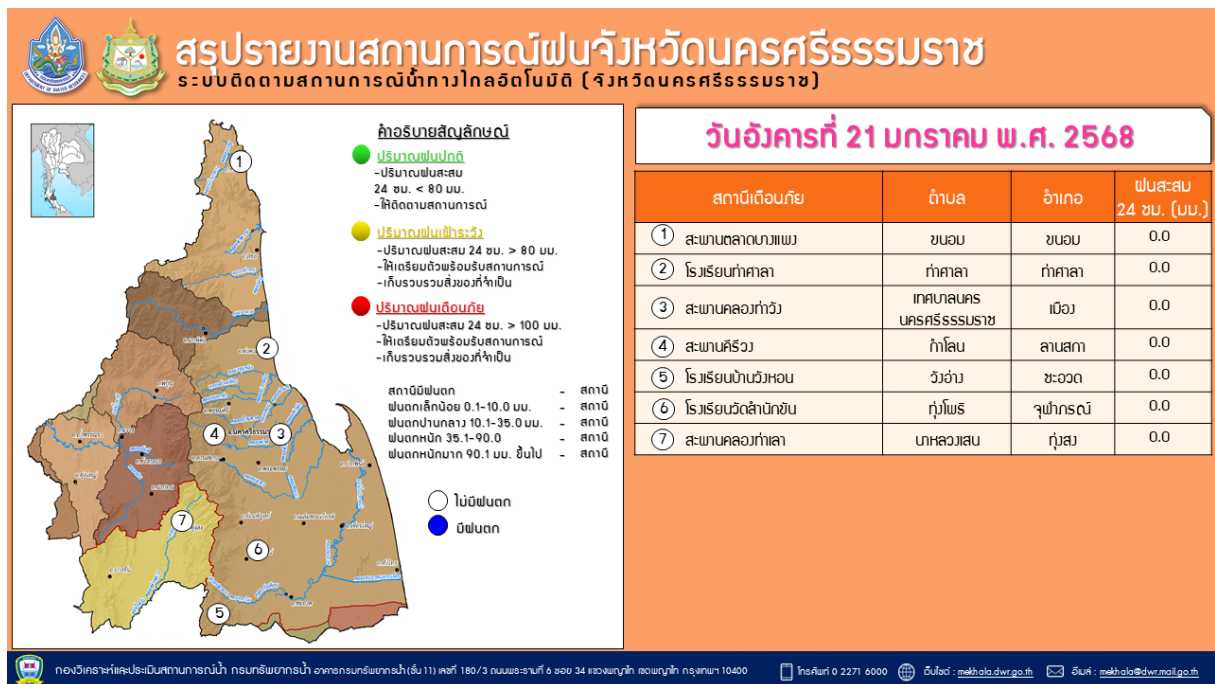 สรุปรายงานสถานการณ์ฝนจังหวัดนครศรีธรรมราช
ระบบติดตามสถานการณ์น้ำทางไกลอัตโนมัติ (จังหวัดนครศรีธรรมราช)
คำอธิบายสัญลักษณ์
ปริมาณฝนปกติ
-ปริมาณฝนสะสม
24 ชม. < 80 มม.
-ให้ติดตามสถานการณ์
ปริมาณฝนเฝ้าระวัง
-ปริมาณฝนสะสม 24 ชม. > 80 มม.
-ให้เตรียมตัวพร้อมรับสถานการณ์
-เก็บรวบรวมสิ่งของที่จำเป็น
ปริมาณฝนเตือนภัย
-ปริมาณฝนสะสม 24 ชม. > 100 มม.
-ให้เตรียมตัวพร้อมรับสถานการณ์
-เก็บรวบรวมสิ่งของที่จำเป็น
สถานีมีฝนตก - สถานี
ฝนตกเล็กน้อย 0.1-10.0 มม. - สถานี
ฝนตกปานกลาง 10.1-35.0 มม. - สถานี
ฝนตกหนัก 35.1-90.0 - สถานี
ฝนตกหนักมาก 90.1 มม. ขึ้นไป - สถานี
ไม่มีฝนตก
มีฝนตก
1
2
4
3
7
6
5
วันอังคารที่ 21 มกราคม พ.ศ. 2568
สถานีเตือนภัย ตำบล อำเภอ ฝนสะสม
24 ชม. (มม.)
1 สะพานตลาดบางแพง ขนอม ขนอม 0.0
2 โรงเรียนท่าศาลา ท่าศาลา ท่าศาลา 0.0
3 สะพานคลองท่าวัง เทศบาลนคร
นครศรีธรรมราช เมือง 0.0
4 สะพานคีรีวง กำโลน ลานสกา 0.0
5 โรงเรียนบ้านวังหอน วังอ่าง ชะอวด 0.0
6 โรงเรียนวัดสำนักขัน ทุ่งโพธิ จุฬาภรณ์ 0.0
7 สะพานคลองท่าเลา นาหลวงเสน ทุ่งสง 0.0
กองวิเคราะห์และประเมินสถานการณ์น้ำ กรมทรัพยากรน้ำ อาคารกรมทรัพยากรน้ำ (ชั้น 11) เลขที่ 180/3 ถนนพระรามที่ 6 ซอย 34 แขวงพญาไท เขตพญาไท กรุงเทพฯ 10400 โทรศัพท์ 0 2271 6000 เว็บไซต์ : mekhala.dwr.go.th อีเมล์ : mekhala@dwr.mail.go.th